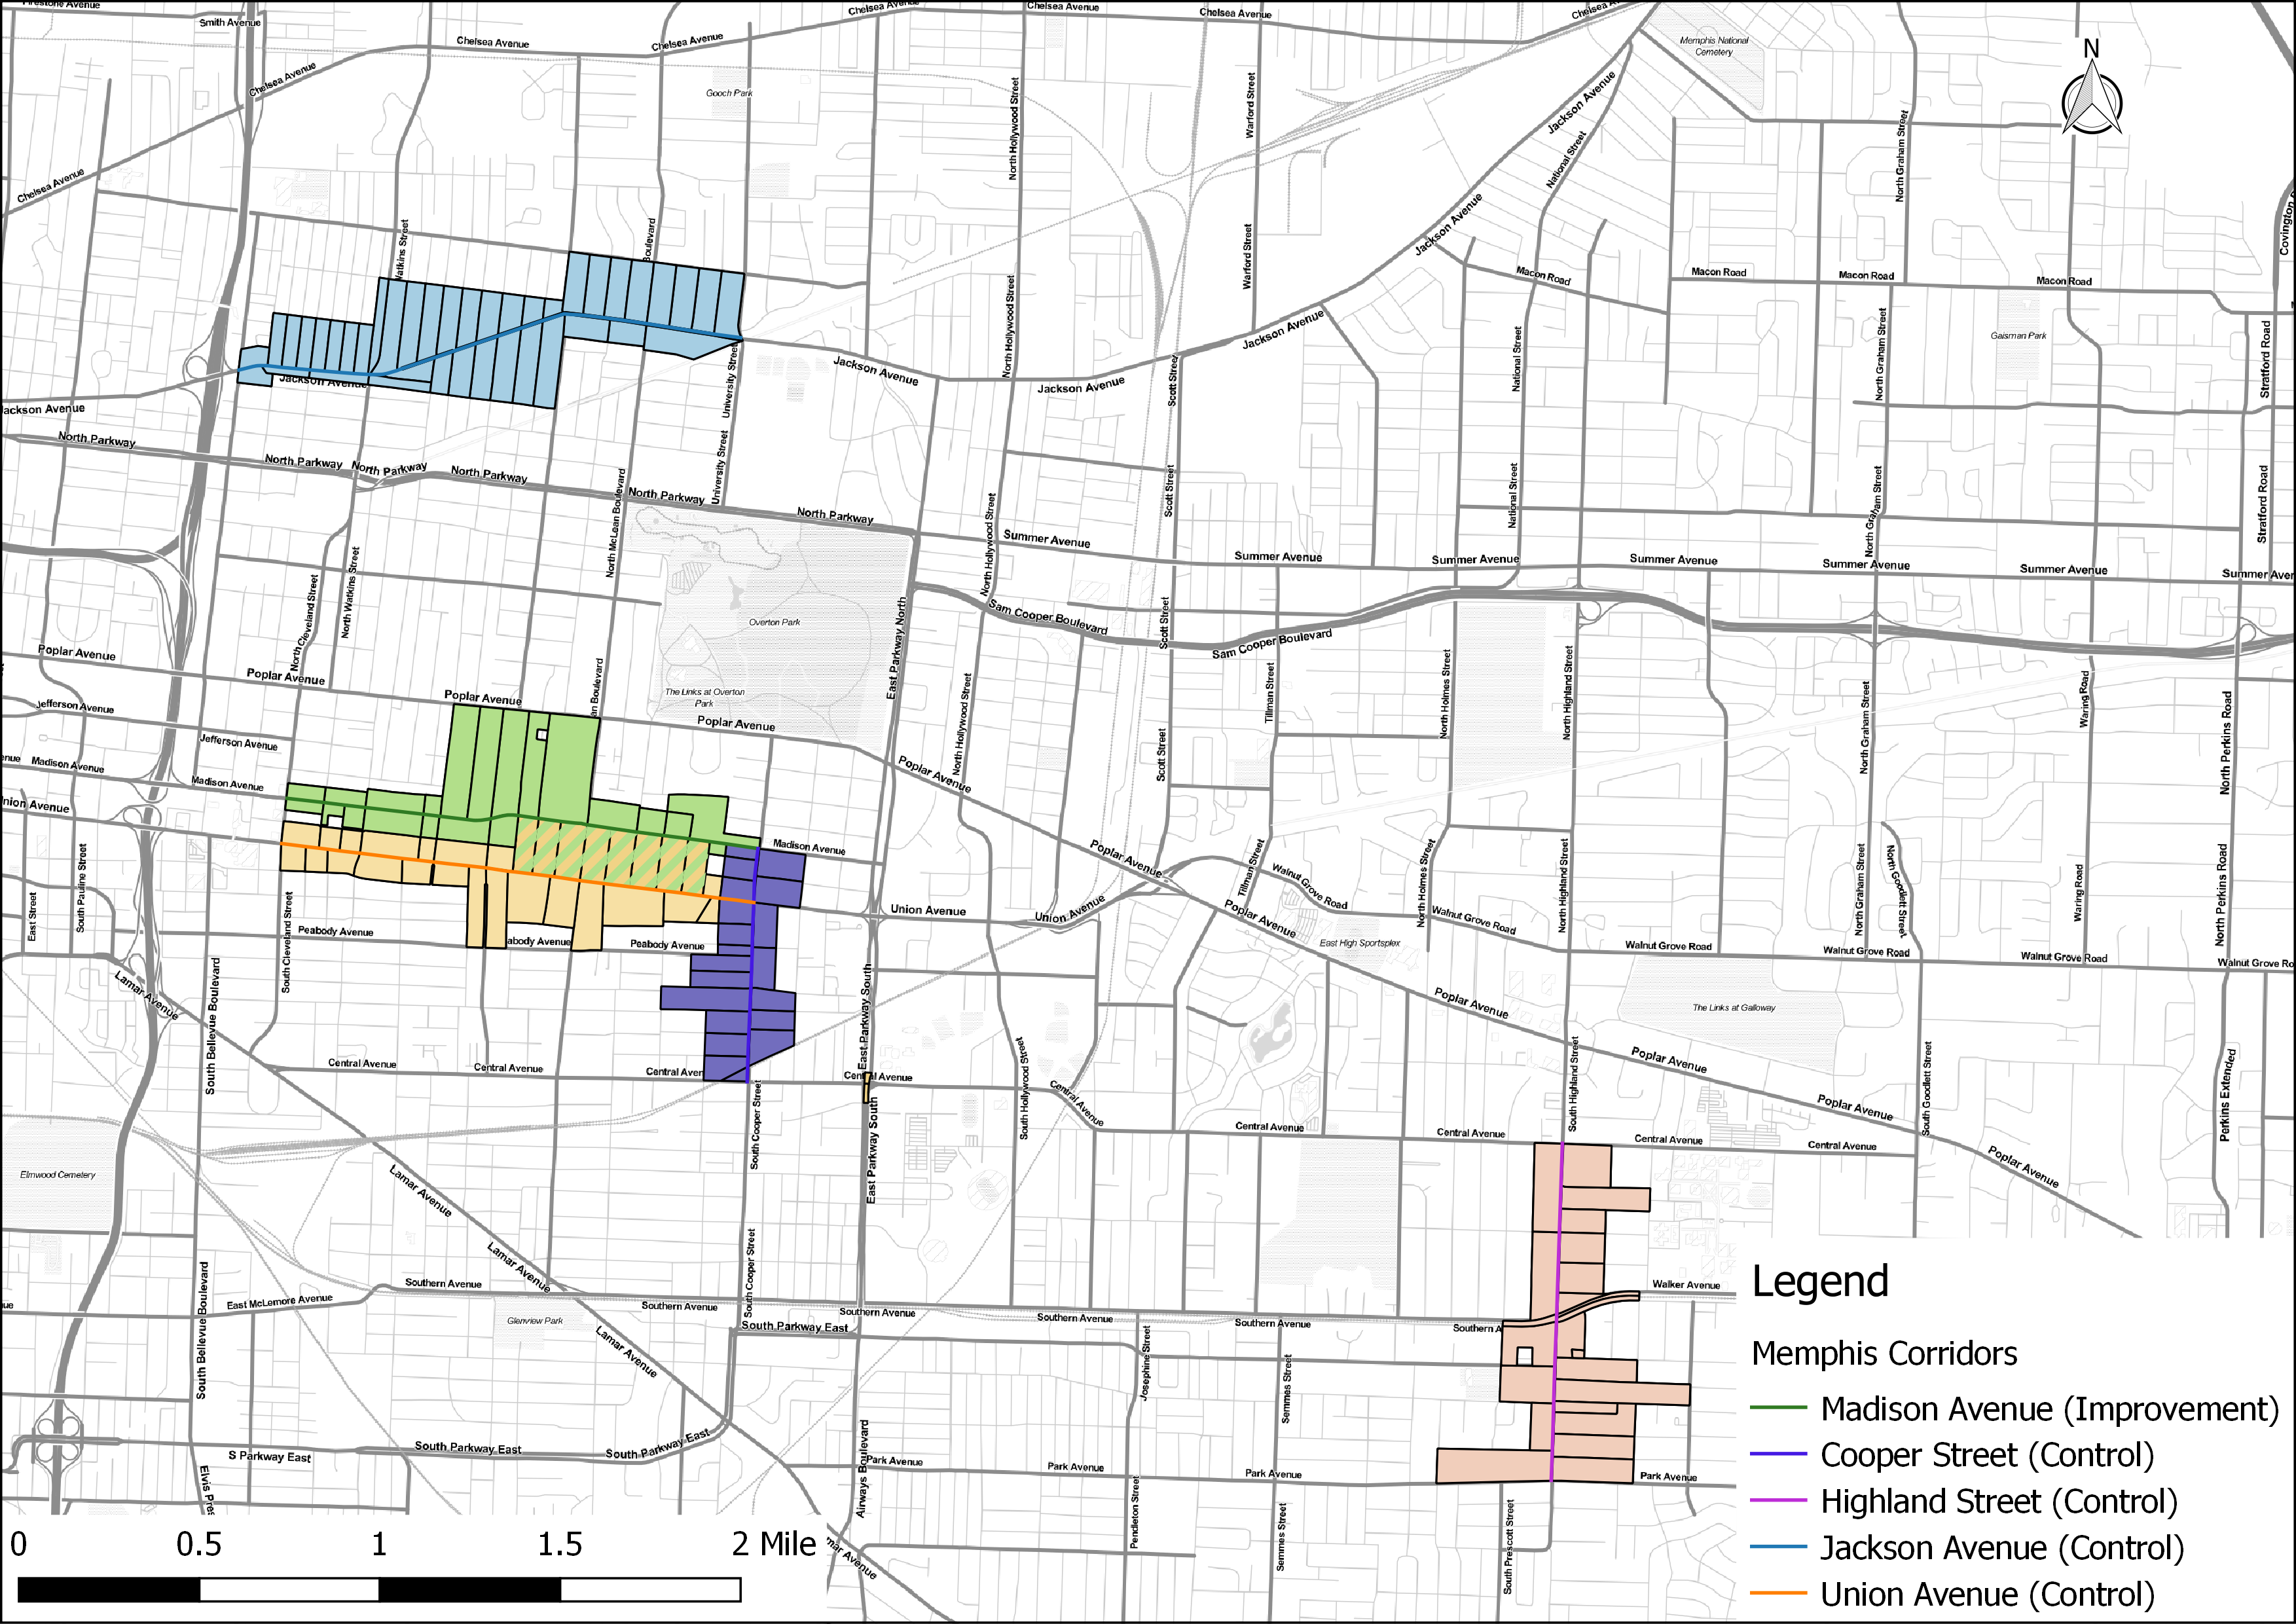 Firestone Avenue
Smith Avenue
Chelsea Avenue
Chelsea Avenue
Chelsea Avenue
Chelsea Avenue
Chelsea Avenue
Chelsea Avenue
Chelsea Avenue
Memphis National
Cemetery
N
Gooch Park
North Hollywood Street
Warford Street
Jackson Avenue
National Street
North Graham Street
Chelsea Avenue
Jackson Avenue
Warford Street
Watkins Street
Boulevard
Macon Road
Macon Road
Macon Road
Macon Road
North Hollywood Street
Gaisman Park
Jackson Avenue
Stratford Road
North Graham Street
National Street
Jackson Avenue
Jackson Avenue
Jackson Avenue
Jackson Avenue
Scott Street
University Street
North Parkway
North Parkway
North Parkway
North Parkway
North Parkway
North Parkway
University Street
North McLean Boulevard
Scott Street
National Street
North Graham Street
Stratford Road
Summer Avenue
Summer Avenue
Summer Avenue
Summer Avenue
Summer Avenue
Summer Avenue
North Hollywood Street
North Watkins Street
North Cleveland Street
Sam Cooper Boulevard
Sam Cooper Boulevard
Overton Park
East Parkway North
Scott Street
Poplar Avenue
Poplar Avenue
Poplar Avenue
Poplar Avenue
The Links at Overton
Park
Jefferson Avenue
Jefferson Avenue
Tillman Street
North Holmes Street
North Highland Street
North Graham Street
Waring Road
North Perkins Road
North Hollywood Street
Scott Street
Poplar Avenue
Madison Avenue
Madison Avenue
Madison Avenue
Union Avenue
Poplar Avenue
Tillman Street
Walnut Grove Road
North Holmes Street
North Highland Street
North Graham Street
North Goodlett Street
Waring Road
North Perkins Road
East Street
South Pauline Street
South Cleveland Street
Union Avenue
Union Avenue
Poplar Avenue
Walnut Grove Road
Walnut Grove Road
Walnut Grove Road
Walnut Grove Road
East High Sportsplex
Peabody Avenue
Peabody Avenue
Lamar Avenue
South Bellevue Boulevard
East Parkway South
Poplar Avenue
The Links at Galloway
Central Avenue
Central Avenue
Central Avenue
South Hollywood Street
Central Avenue
South Highland Street
Poplar Avenue
Poplar Avenue
South Goodlett Street
Perkins Extended
South Cooper Street
East Parkway South
Central Avenue
Central Avenue
Central Avenue
Central Avenue
Poplar Avenue
Elmwood Cemetery
Lamar Avenue
Lamar Avenue
South Cooper Street
South Bellevue Boulevard
East McLemore Avenue
Southern Avenue
Southern Avenue
Southern Avenue
Southern Avenue
Southern Avenue
Walker Avenue
Glenview Park
Lamar Avenue
South Parkway East
Josephine Street
Semmes Street
S Parkway East
South Parkway East
South Parkway East
Airways Boulevard
Park Avenue
Park Avenue
Park Avenue
Park Avenue
Pendleton Street
Semmes Street
South Prescott Street
Legend
Memphis Corridors
Madison Avenue (Improvement)
Cooper Street (Control)
Highland Street (Control)
Jackson Avenue (Control)
Union Avenue (Control)
0 0.5 1 1.5 2 Mile